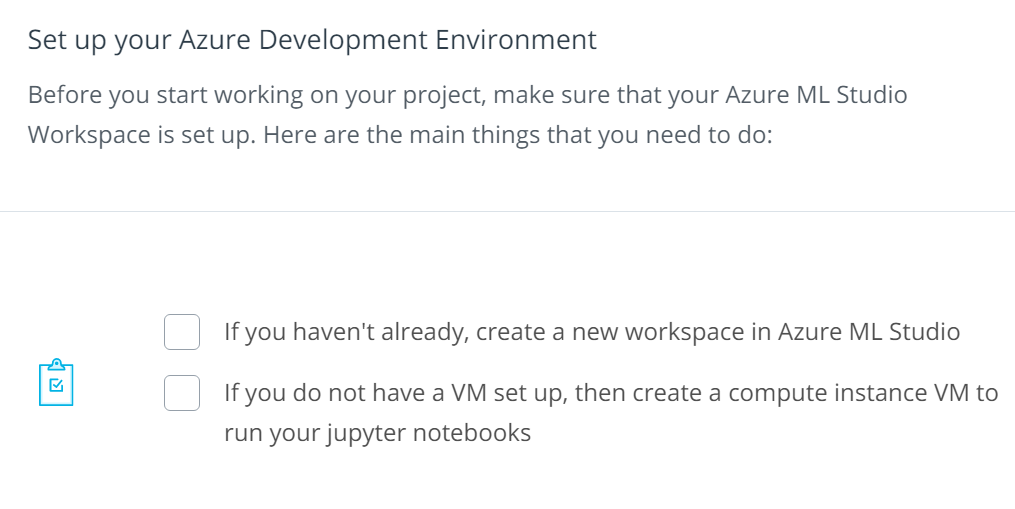 Set up your Azure Development Environment
Before you start working on your project, make sure that your Azure ML Studio
Workspace is set up. Here are the main things that you need to do:
If you haven't already, create a new workspace in Azure ML Studio
If you do not have a VM set up, then create a compute instance VM to
run your jupyter notebooks